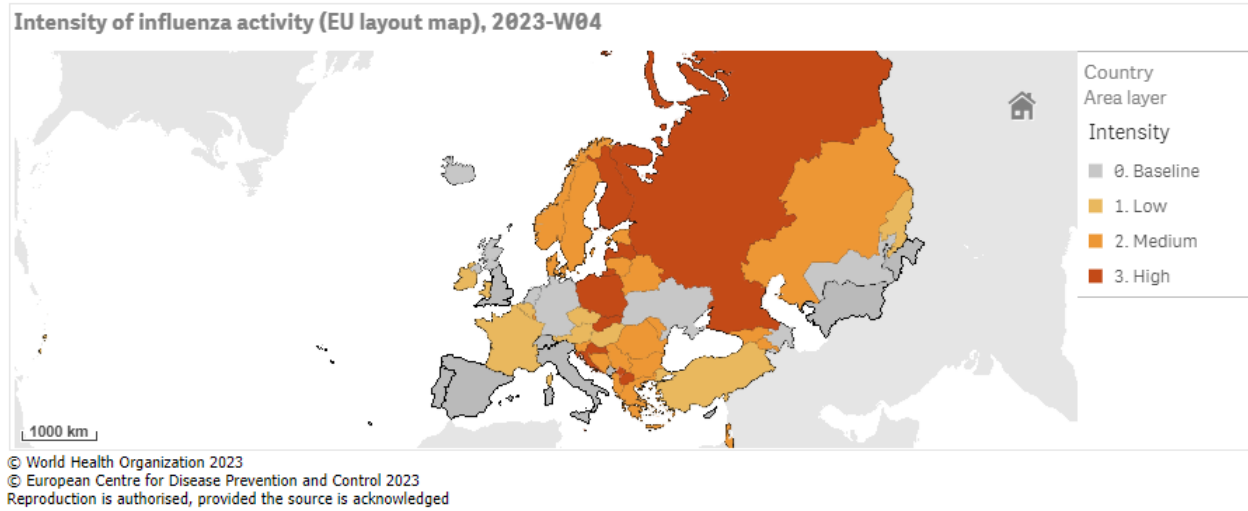 Intensity of influenza activity (EU layout map), 2023-W04
Country
Area layer
Intensity
0. Baseline
1. Low
2. Medium
3. High
1000 km
© World Health Organization 2023
© European Centre for Disease Prevention and Control 2023
Reproduction is authorised, provided the source is acknowledged